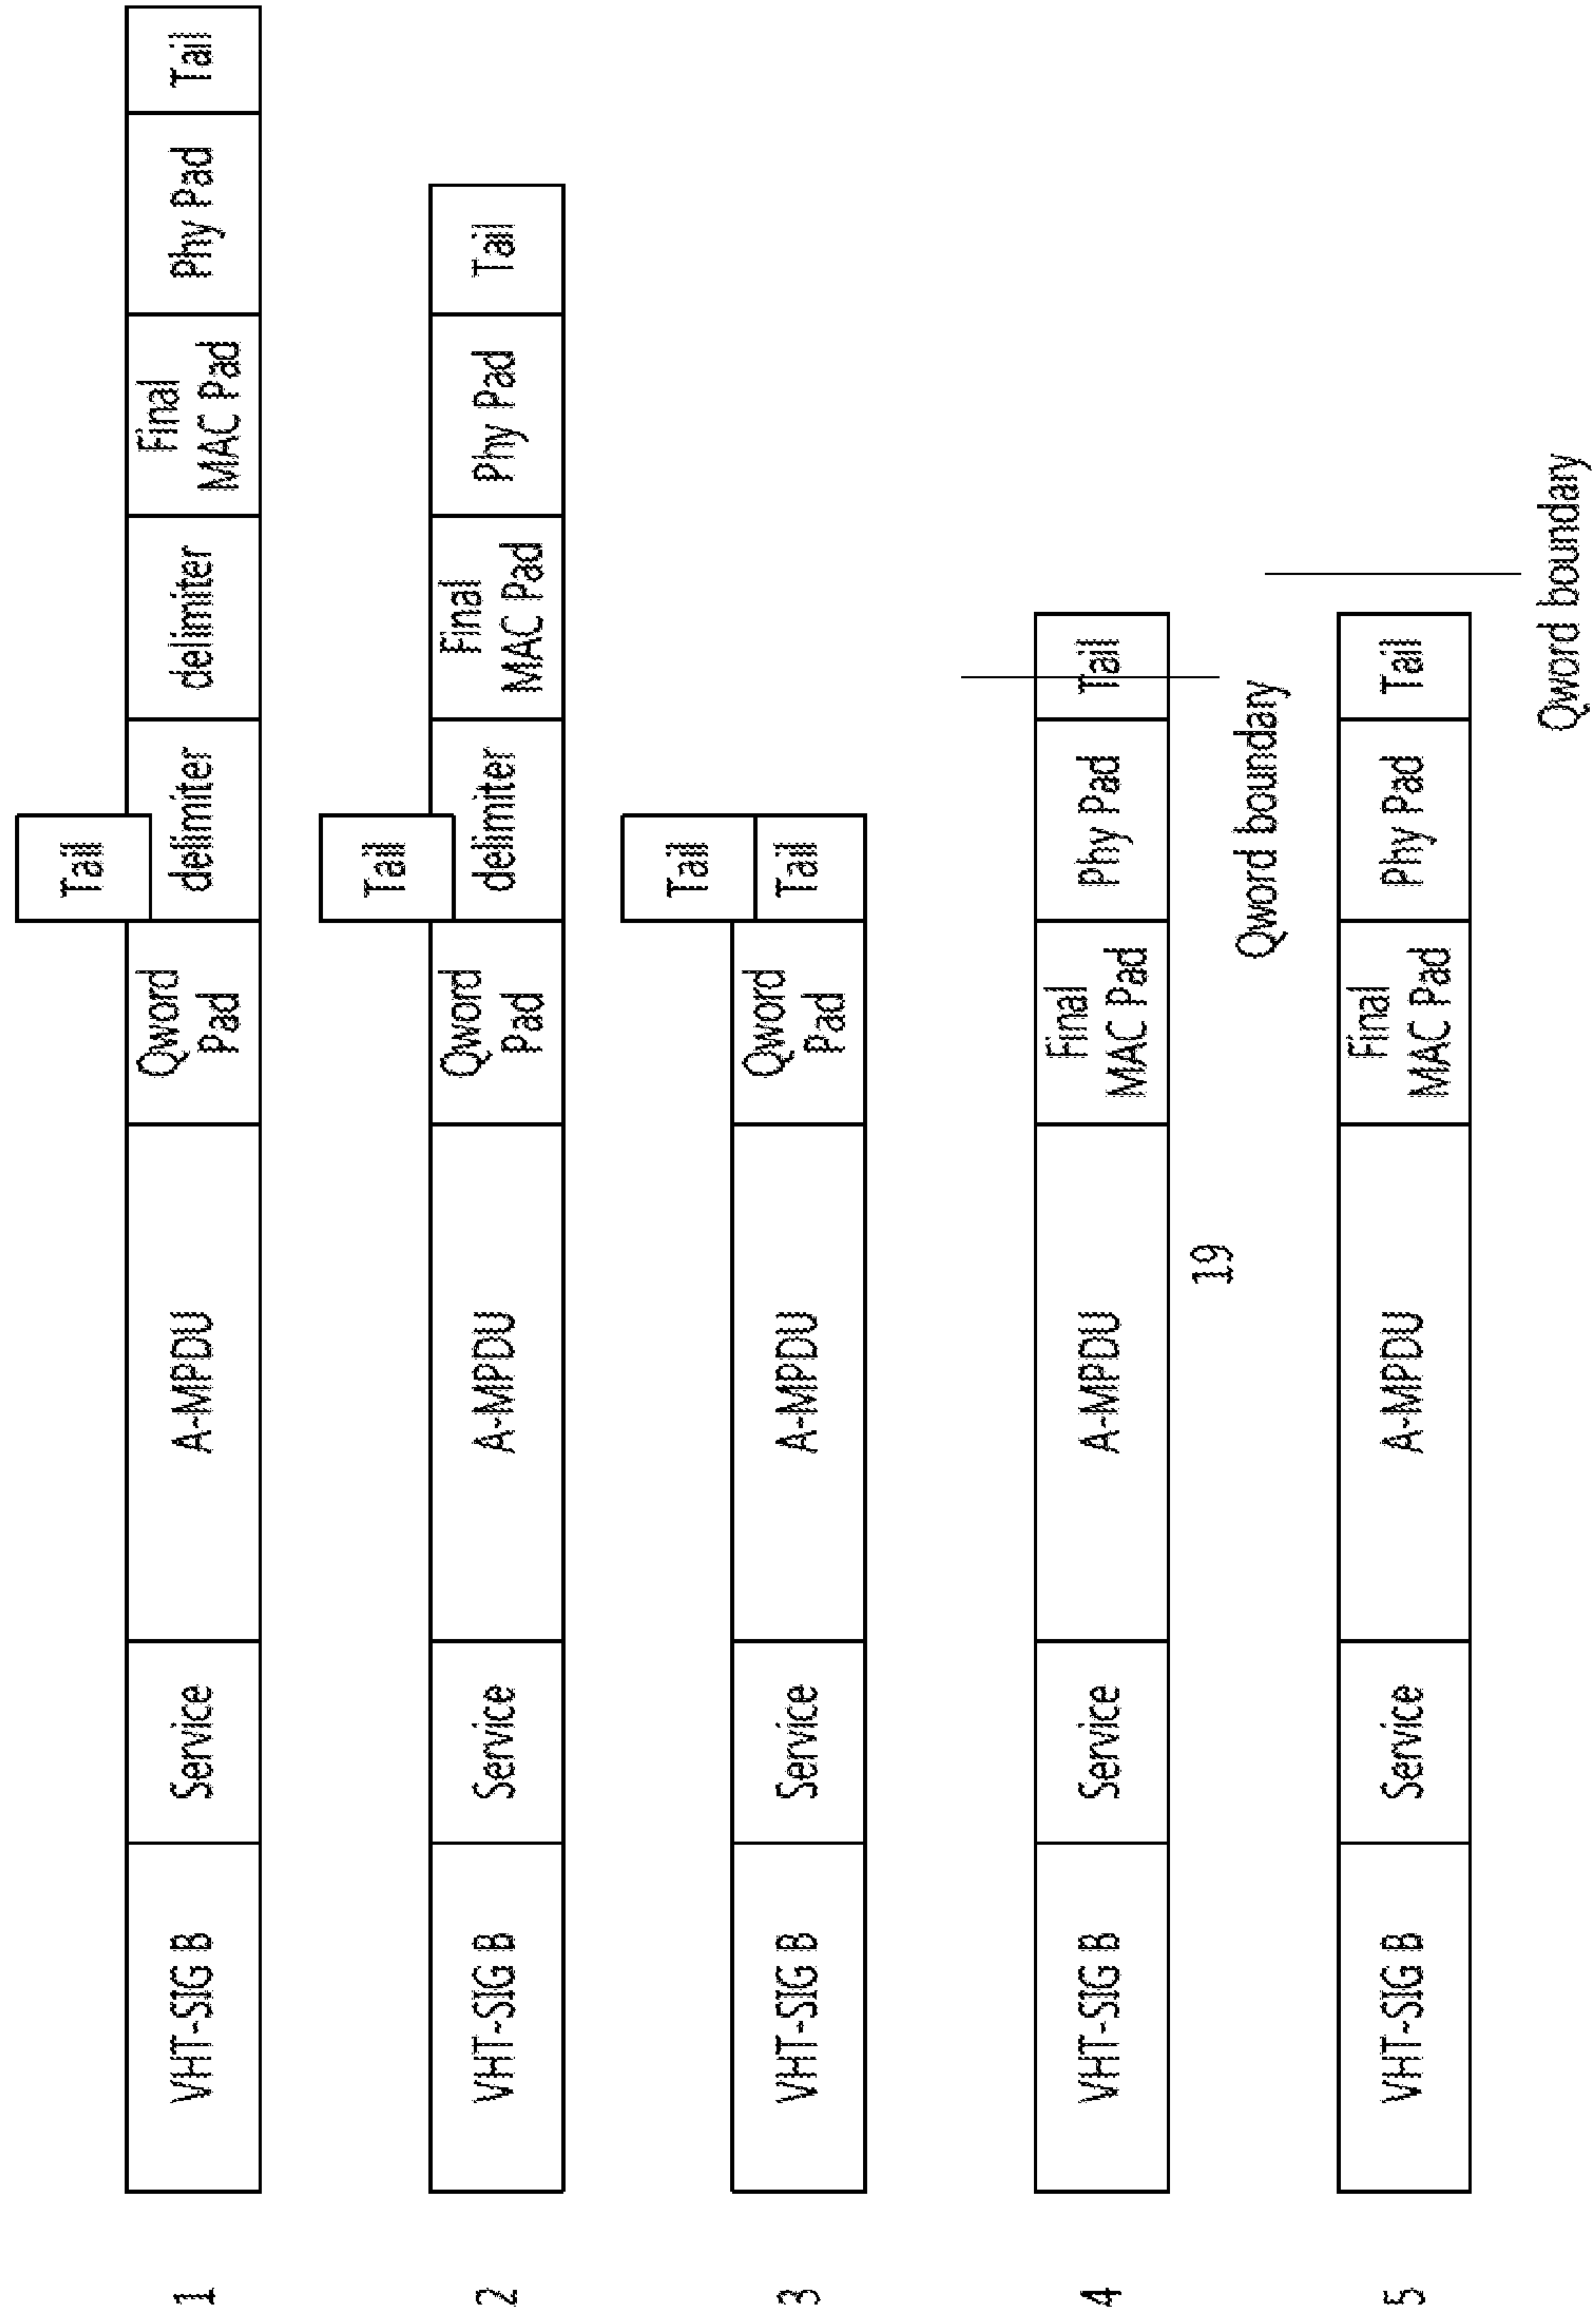 1
VHT-SIG B
Service
A-MPDU
Qword
Pad
Tail
delimiter
delimiter
Final
MAC Pad
Phy Pad
Tail
2
VHT-SIG B
Service
A-MPDU
Qword
Pad
Tail
delimiter
Final
MAC Pad
Phy Pad
Tail
3
VHT-SIG B
Service
A-MPDU
Qword
Pad
Tail
Tail
4
VHT-SIG B
Service
A-MPDU
Final
MAC Pad
Phy Pad
Tail
19
Qword boundary
5
VHT-SIG B
Service
A-MPDU
Final
MAC Pad
Phy Pad
Tail
Qword boundary